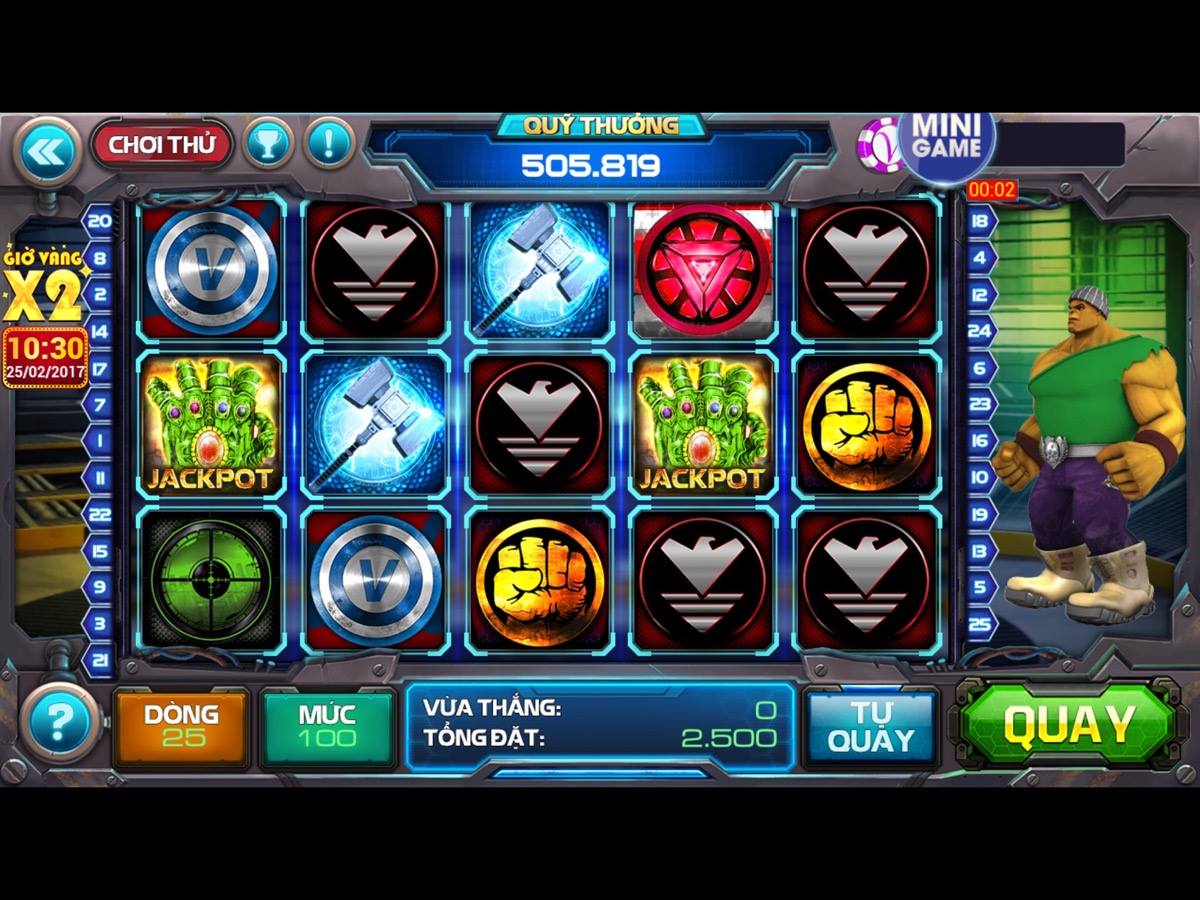 QUỸ THƯỞNG
CHƠI THỬ
!
505.819
V
MINI
GAME
00:02
GIỜ VÀNG
X2
10:30
25/02/2017
20
8
2
14
17
7
1
11
22
15
9
3
21
V
JACKPOT
JACKPOT
V
18
4
12
24
6
23
16
10
19
13
5
25
?
DÒNG
25
MỨC
100
VỪA THẮNG: 0
TỔNG ĐẶT: 2.500
TỰ
QUAY
QUAY